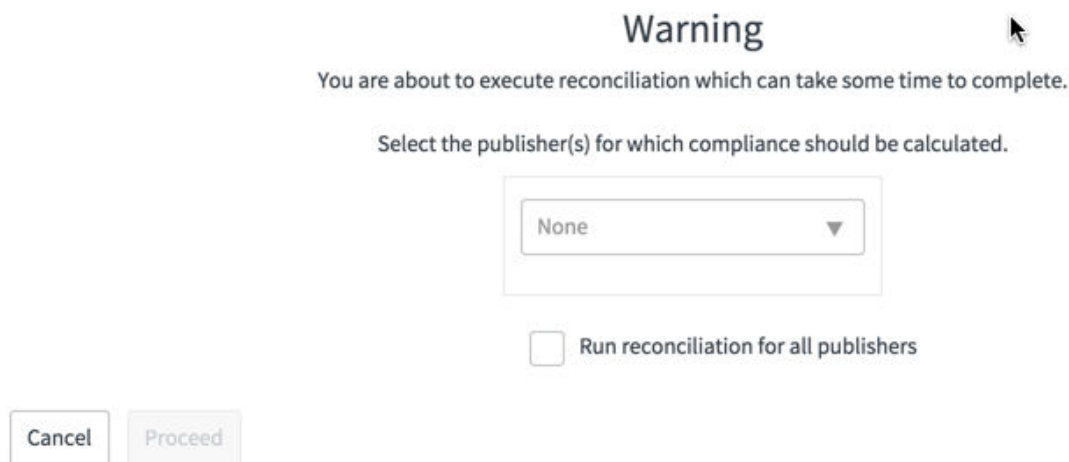 Warning
You are about to execute reconciliation which can take some time to complete.
Select the publisher(s) for which compliance should be calculated.
None
Run reconciliation for all publishers
Cancel
Proceed